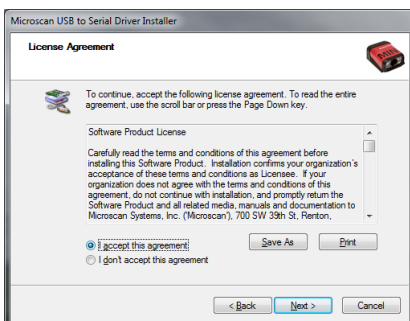 Microscan USB to Serial Driver Installer
License Agreement
To continue, accept the following license agreement. To read the entire
agreement, use the scroll bar or press the Page Down key.
Software Product License
Carefully read the terms and conditions of this agreement before
installing this Software Product.  Installation confirms your organization's
acceptance of these terms and conditions as Licensee.  If your
organization does not agree with the terms and conditions of this
agreement, do not continue with installation, and promptly return the
Software Product and all related media, manuals and documentation to
Microscan Systems, Inc. ('Microscan'), 700 SW 39th St, Renton,
I accept this agreement
Save As
Print
I don't accept this agreement
< Back
Next >
Cancel